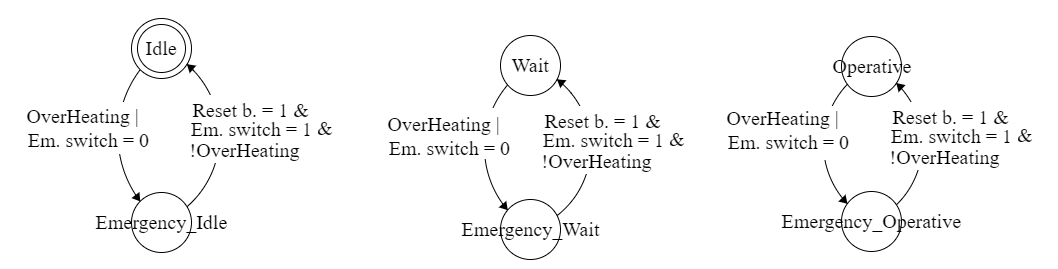 Idle
OverHeating |
Em. switch = 0
Reset b. = 1 &
Em. switch = 1 &
!OverHeating
Emergency_Idle
Wait
OverHeating |
Em. switch = 0
Reset b. = 1 &
Em. switch = 1 &
!OverHeating
Emergency_Wait
Operative
OverHeating |
Em. switch = 0
Reset b. = 1 &
Em. switch = 1 &
!OverHeating
Emergency_Operative